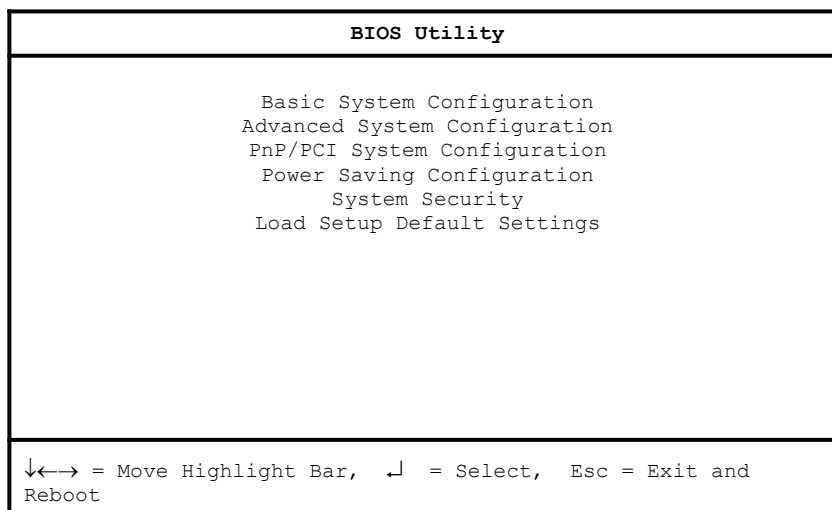 BIOS Utility
Basic System Configuration
Advanced System Configuration
PnP/PCI System Configuration
Power Saving Configuration
System Security
Load Setup Default Settings
↓←→ = Move Highlight Bar, ↵ = Select, Esc = Exit and
Reboot